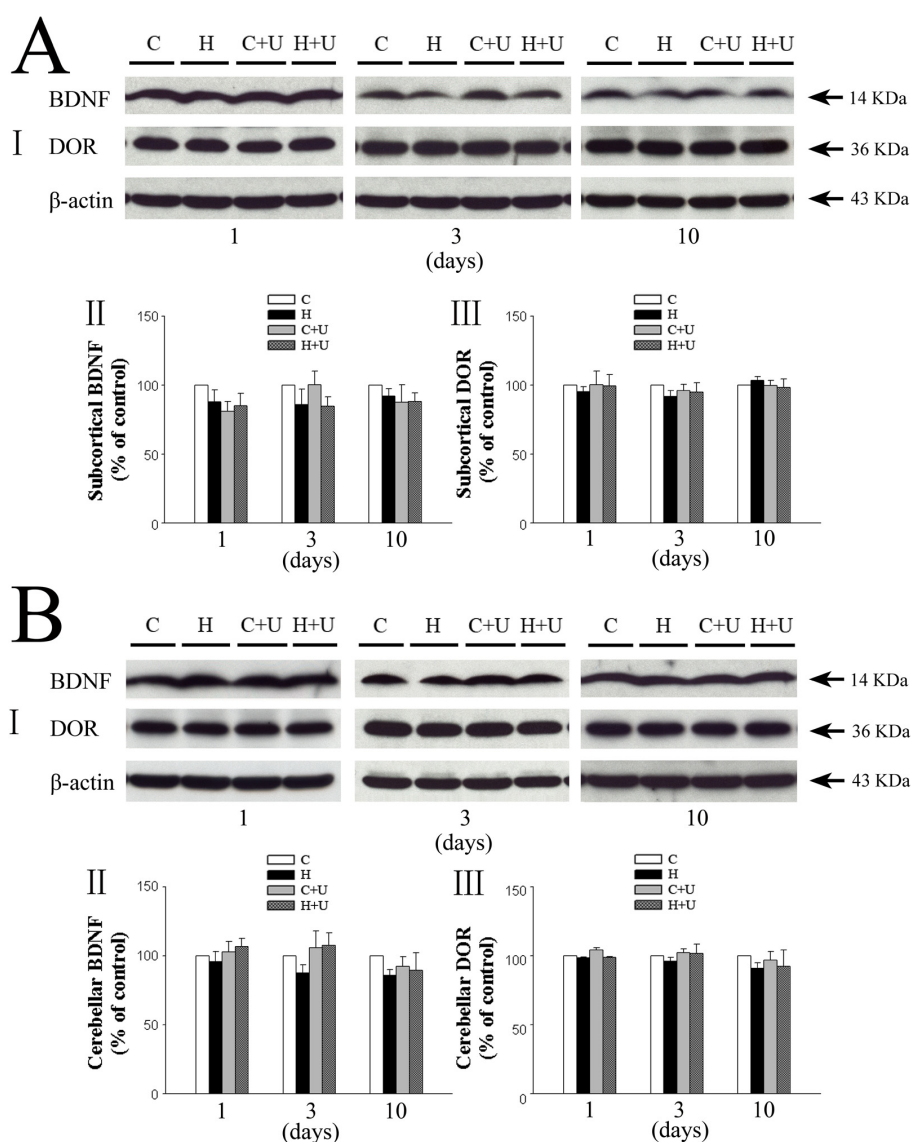 A
C H C+U H+U C H C+U H+U C H C+U H+U
BDNF 14 KDa
I DOR 36 KDa
β-actin 43 KDa
1 3 10
(days)
II
C
H
C+U
H+U
Subcortical BDNF
(% of control)
150
100
50
0
1 3 10
(days)
III
C
H
C+U
H+U
Subcortical DOR
(% of control)
150
100
50
0
1 3 10
(days)
B
C H C+U H+U C H C+U H+U C H C+U H+U
BDNF 14 KDa
I DOR 36 KDa
β-actin 43 KDa
1 3 10
(days)
II
C
H
C+U
H+U
Cerebellar BDNF
(% of control)
150
100
50
0
1 3 10
(days)
III
C
H
C+U
H+U
Cerebellar DOR
(% of control)
150
100
50
0
1 3 10
(days)